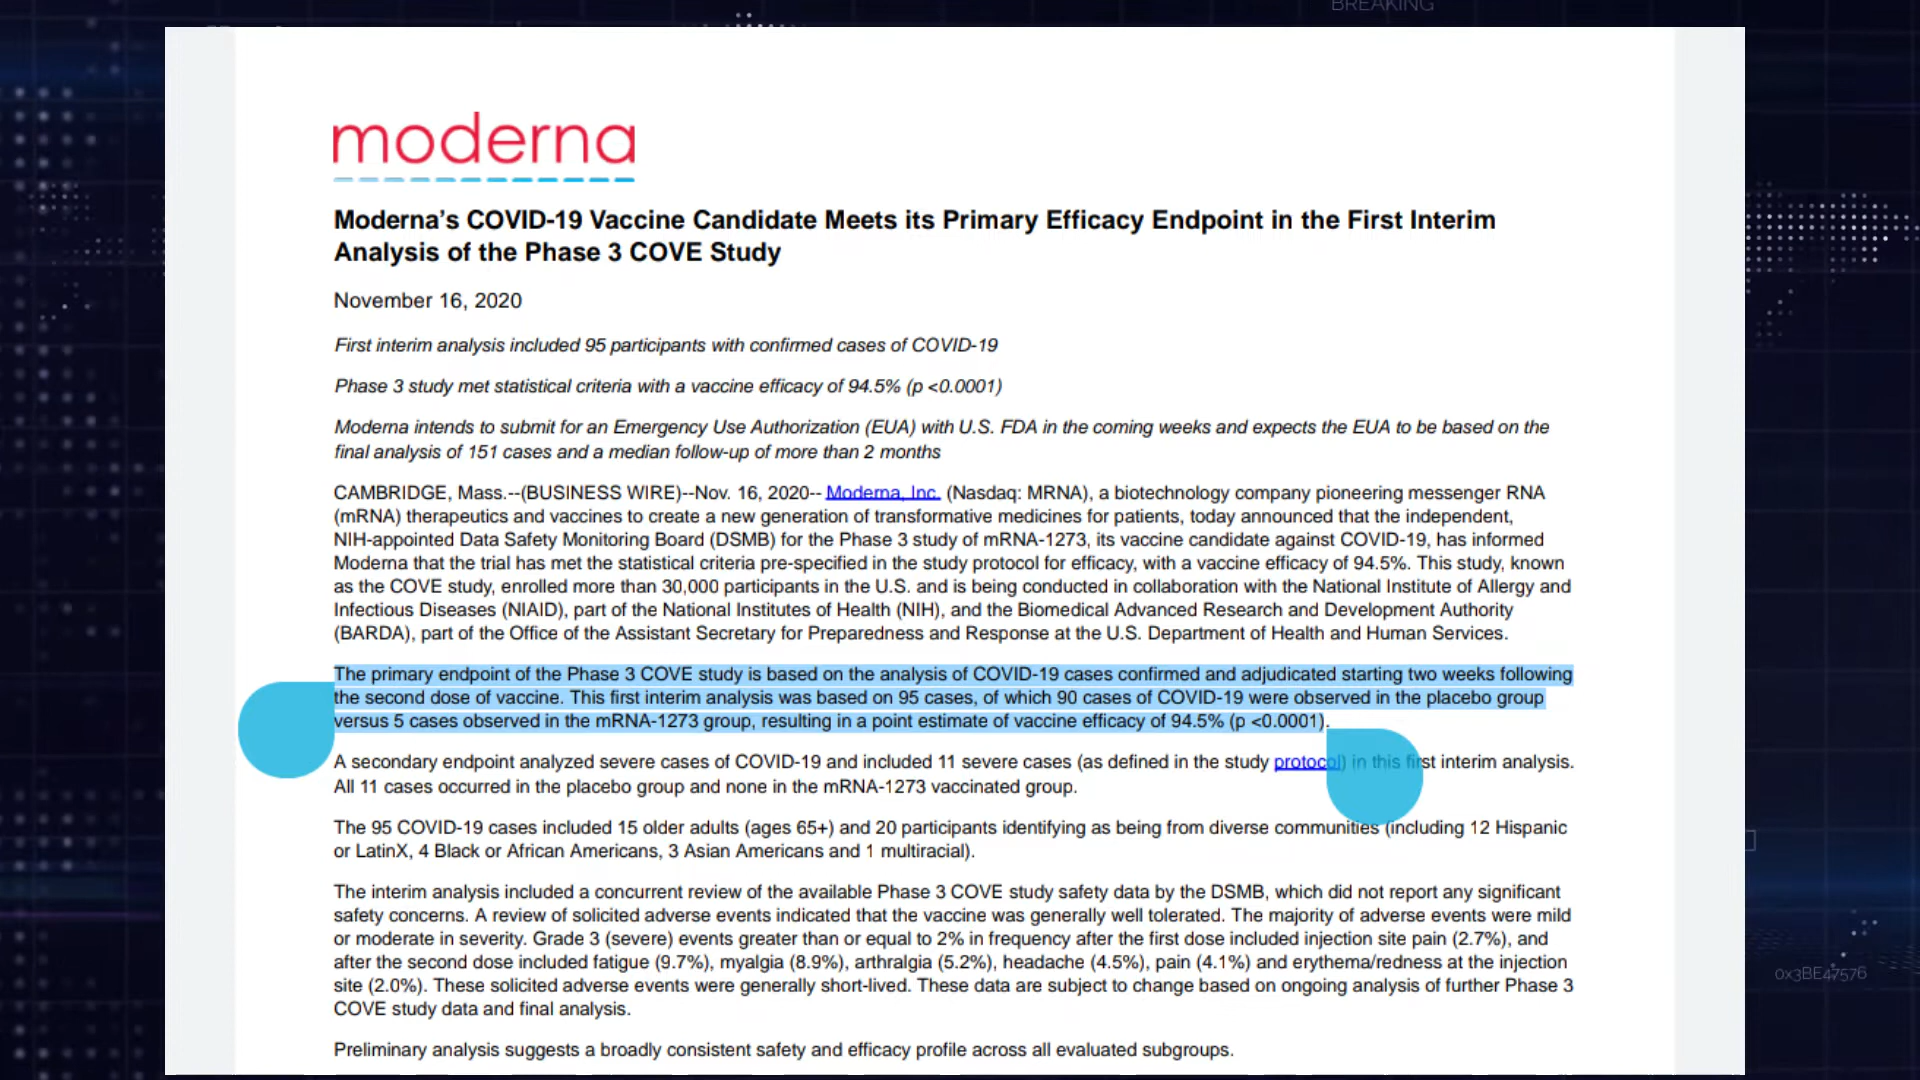 BREAKING
moderna
Moderna’s COVID-19 Vaccine Candidate Meets its Primary Efficacy Endpoint in the First Interim
Analysis of the Phase 3 COVE Study
November 16, 2020
First interim analysis included 95 participants with confirmed cases of COVID-19
Phase 3 study met statistical criteria with a vaccine efficacy of 94.5% (p <0.0001)
Moderna intends to submit for an Emergency Use Authorization (EUA) with U.S. FDA in the coming weeks and expects the EUA to be based on the
final analysis of 151 cases and a median follow-up of more than 2 months
CAMBRIDGE, Mass.--(BUSINESS WIRE)--Nov. 16, 2020-- Moderna, Inc. (Nasdaq: MRNA), a biotechnology company pioneering messenger RNA
(mRNA) therapeutics and vaccines to create a new generation of transformative medicines for patients, today announced that the independent,
NIH-appointed Data Safety Monitoring Board (DSMB) for the Phase 3 study of mRNA-1273, its vaccine candidate against COVID-19, has informed
Moderna that the trial has met the statistical criteria pre-specified in the study protocol for efficacy, with a vaccine efficacy of 94.5%. This study, known
as the COVE study, enrolled more than 30,000 participants in the U.S. and is being conducted in collaboration with the National Institute of Allergy and
Infectious Diseases (NIAID), part of the National Institutes of Health (NIH), and the Biomedical Advanced Research and Development Authority
(BARDA), part of the Office of the Assistant Secretary for Preparedness and Response at the U.S. Department of Health and Human Services.
The primary endpoint of the Phase 3 COVE study is based on the analysis of COVID-19 cases confirmed and adjudicated starting two weeks following
the second dose of vaccine. This first interim analysis was based on 95 cases, of which 90 cases of COVID-19 were observed in the placebo group
versus 5 cases observed in the mRNA-1273 group, resulting in a point estimate of vaccine efficacy of 94.5% (p <0.0001).
A secondary endpoint analyzed severe cases of COVID-19 and included 11 severe cases (as defined in the study protocol) in this first interim analysis.
All 11 cases occurred in the placebo group and none in the mRNA-1273 vaccinated group.
The 95 COVID-19 cases included 15 older adults (ages 65+) and 20 participants identifying as being from diverse communities (including 12 Hispanic
or LatinX, 4 Black or African Americans, 3 Asian Americans and 1 multiracial).
The interim analysis included a concurrent review of the available Phase 3 COVE study safety data by the DSMB, which did not report any significant
safety concerns. A review of solicited adverse events indicated that the vaccine was generally well tolerated. The majority of adverse events were mild
or moderate in severity. Grade 3 (severe) events greater than or equal to 2% in frequency after the first dose included injection site pain (2.7%), and
after the second dose included fatigue (9.7%), myalgia (8.9%), arthralgia (5.2%), headache (4.5%), pain (4.1%) and erythema/redness at the injection
site (2.0%). These solicited adverse events were generally short-lived. These data are subject to change based on ongoing analysis of further Phase 3
COVE study data and final analysis.
Preliminary analysis suggests a broadly consistent safety and efficacy profile across all evaluated subgroups.
0x3BE47576